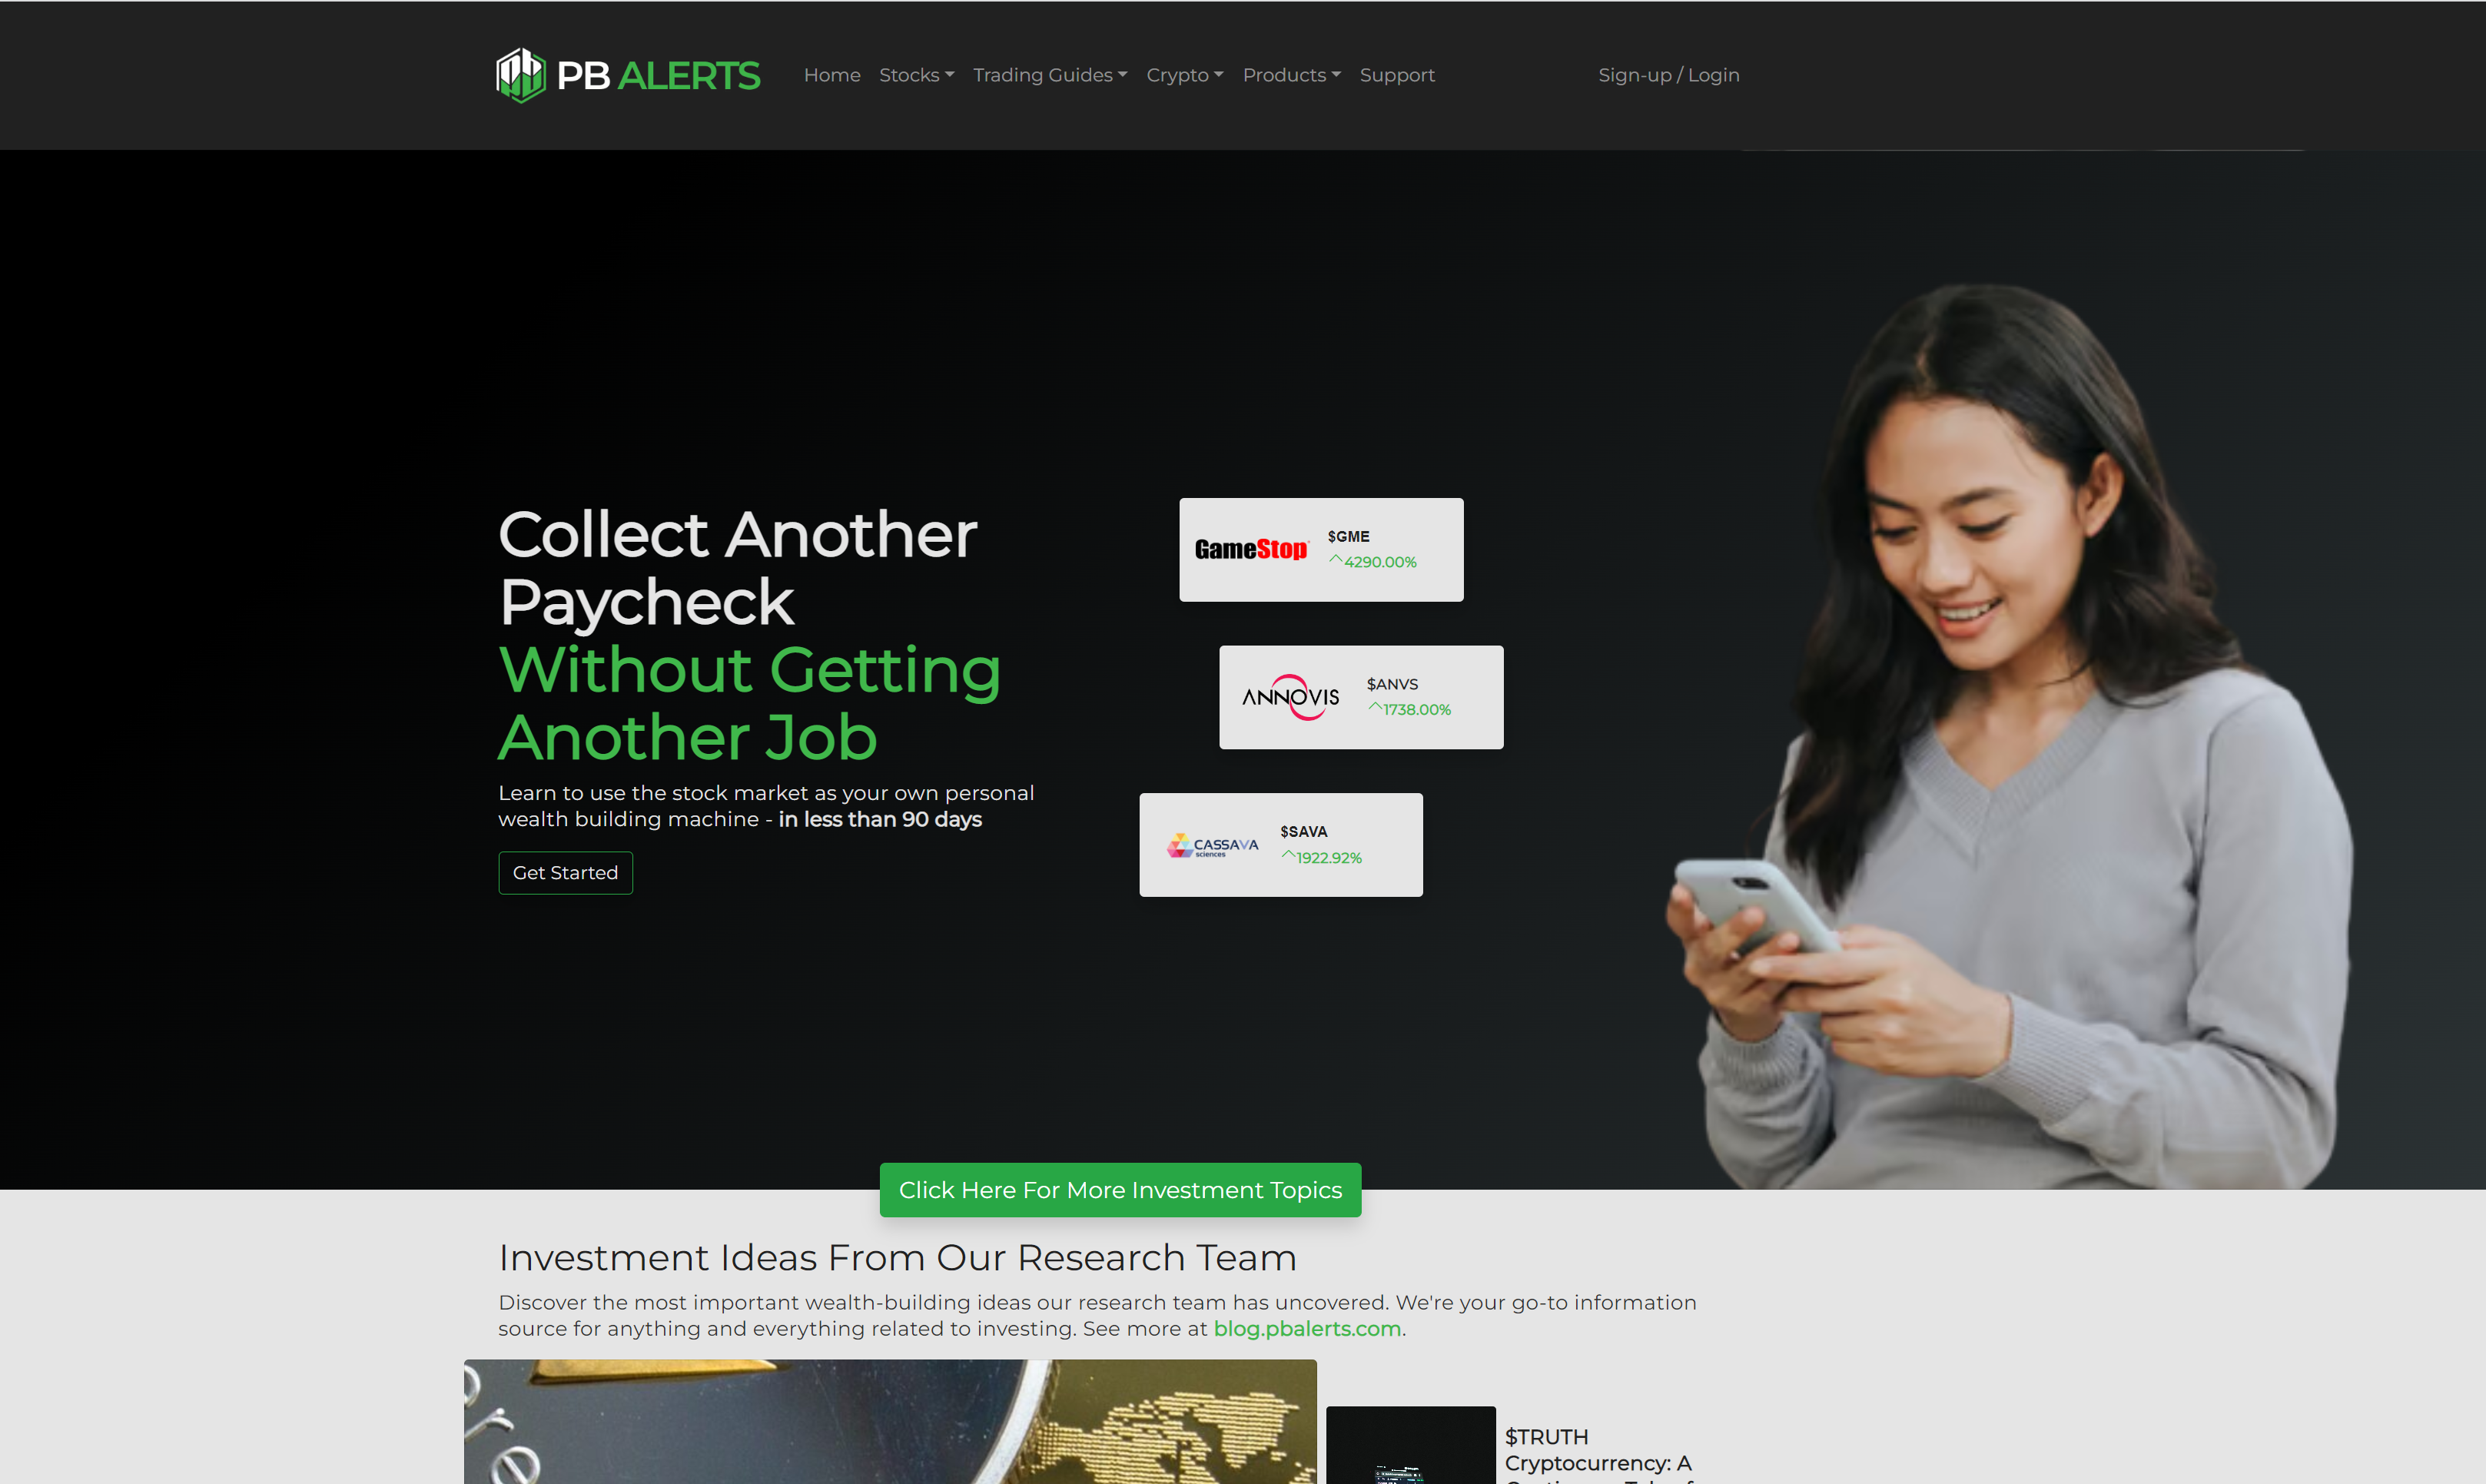 PB ALERTS
Home
Stocks
Trading Guides
Crypto
Products
Support
Sign-up / Login
Collect Another
Paycheck
Without Getting
Another Job
Learn to use the stock market as your own personal
wealth building machine - in less than 90 days
Get Started
GameStop
$GME
4290.00%
ANNOVIS
$ANVS
1738.00%
CASSAVA
sciences
$SAVA
1922.92%
Click Here For More Investment Topics
Investment Ideas From Our Research Team
Discover the most important wealth-building ideas our research team has uncovered. We're your go-to information
source for anything and everything related to investing. See more at blog.pbalerts.com.
$TRUTH
Cryptocurrency: A